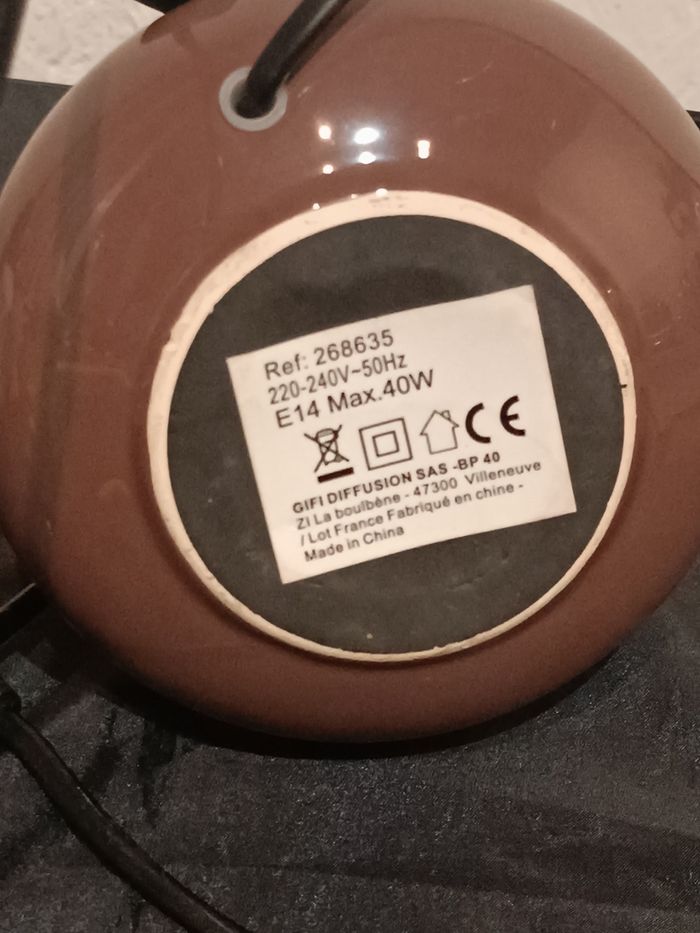 Ref: 268635
220-240V~50Hz
E14 Max.40W
CE
GIFI DIFFUSION SAS -BP 40
ZI La boulbène - 47300 Villeneuve
/ Lot France Fabriqué en chine -
Made in China